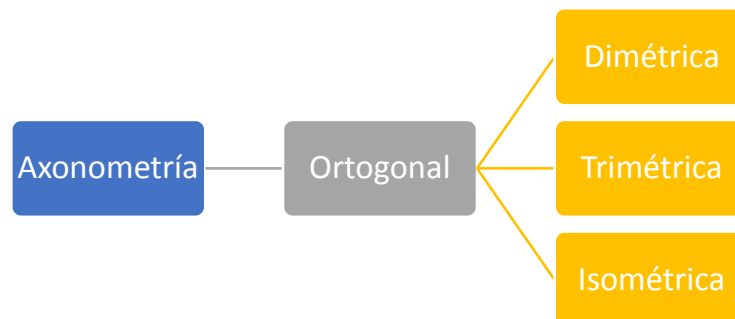 Axonometría
Ortogonal
Dimétrica
Trimétrica
Isométrica